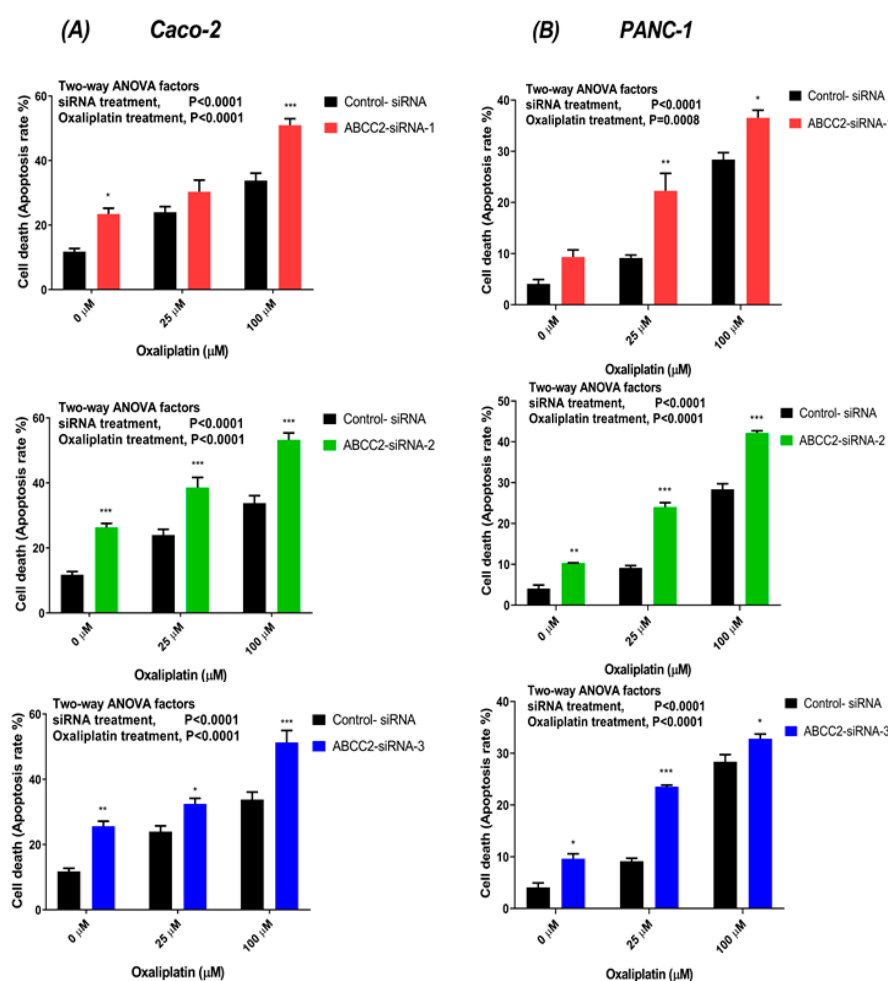 (A) Caco-2
(B) PANC-1
Two-way ANOVA factors
siRNA treatment, P<0.0001
Oxaliplatin treatment, P<0.0001
Control- siRNA
ABCC2-siRNA-1
Cell death (Apoptosis rate %)
60
40
20
0
*
***
0 μM
25 μM
100 μM
Oxaliplatin (μM)
Two-way ANOVA factors
siRNA treatment, P<0.0001
Oxaliplatin treatment, P=0.0008
Control- siRNA
ABCC2-siRNA-1
Cell death (Apoptosis rate %)
40
30
20
10
0
**
*
0 μM
25 μM
100 μM
Oxaliplatin (μM)
Two-way ANOVA factors
siRNA treatment, P<0.0001
Oxaliplatin treatment, P<0.0001
Control- siRNA
ABCC2-siRNA-2
Cell death (Apoptosis rate %)
60
40
20
0
***
***
***
0 μM
25 μM
100 μM
Oxaliplatin (μM)
Two-way ANOVA factors
siRNA treatment, P<0.0001
Oxaliplatin treatment, P<0.0001
Control- siRNA
ABCC2-siRNA-2
Cell death (Apoptosis rate %)
50
40
30
20
10
0
**
***
***
0 μM
25 μM
100 μM
Oxaliplatin (μM)
Two-way ANOVA factors
siRNA treatment, P<0.0001
Oxaliplatin treatment, P<0.0001
Control- siRNA
ABCC2-siRNA-3
Cell death (Apoptosis rate %)
60
40
20
0
**
*
***
0 μM
25 μM
100 μM
Oxaliplatin (μM)
Two-way ANOVA factors
siRNA treatment, P<0.0001
Oxaliplatin treatment, P<0.0001
Control- siRNA
ABCC2-siRNA-3
Cell death (Apoptosis rate %)
40
30
20
10
0
*
***
*
0 μM
25 μM
100 μM
Oxaliplatin (μM)